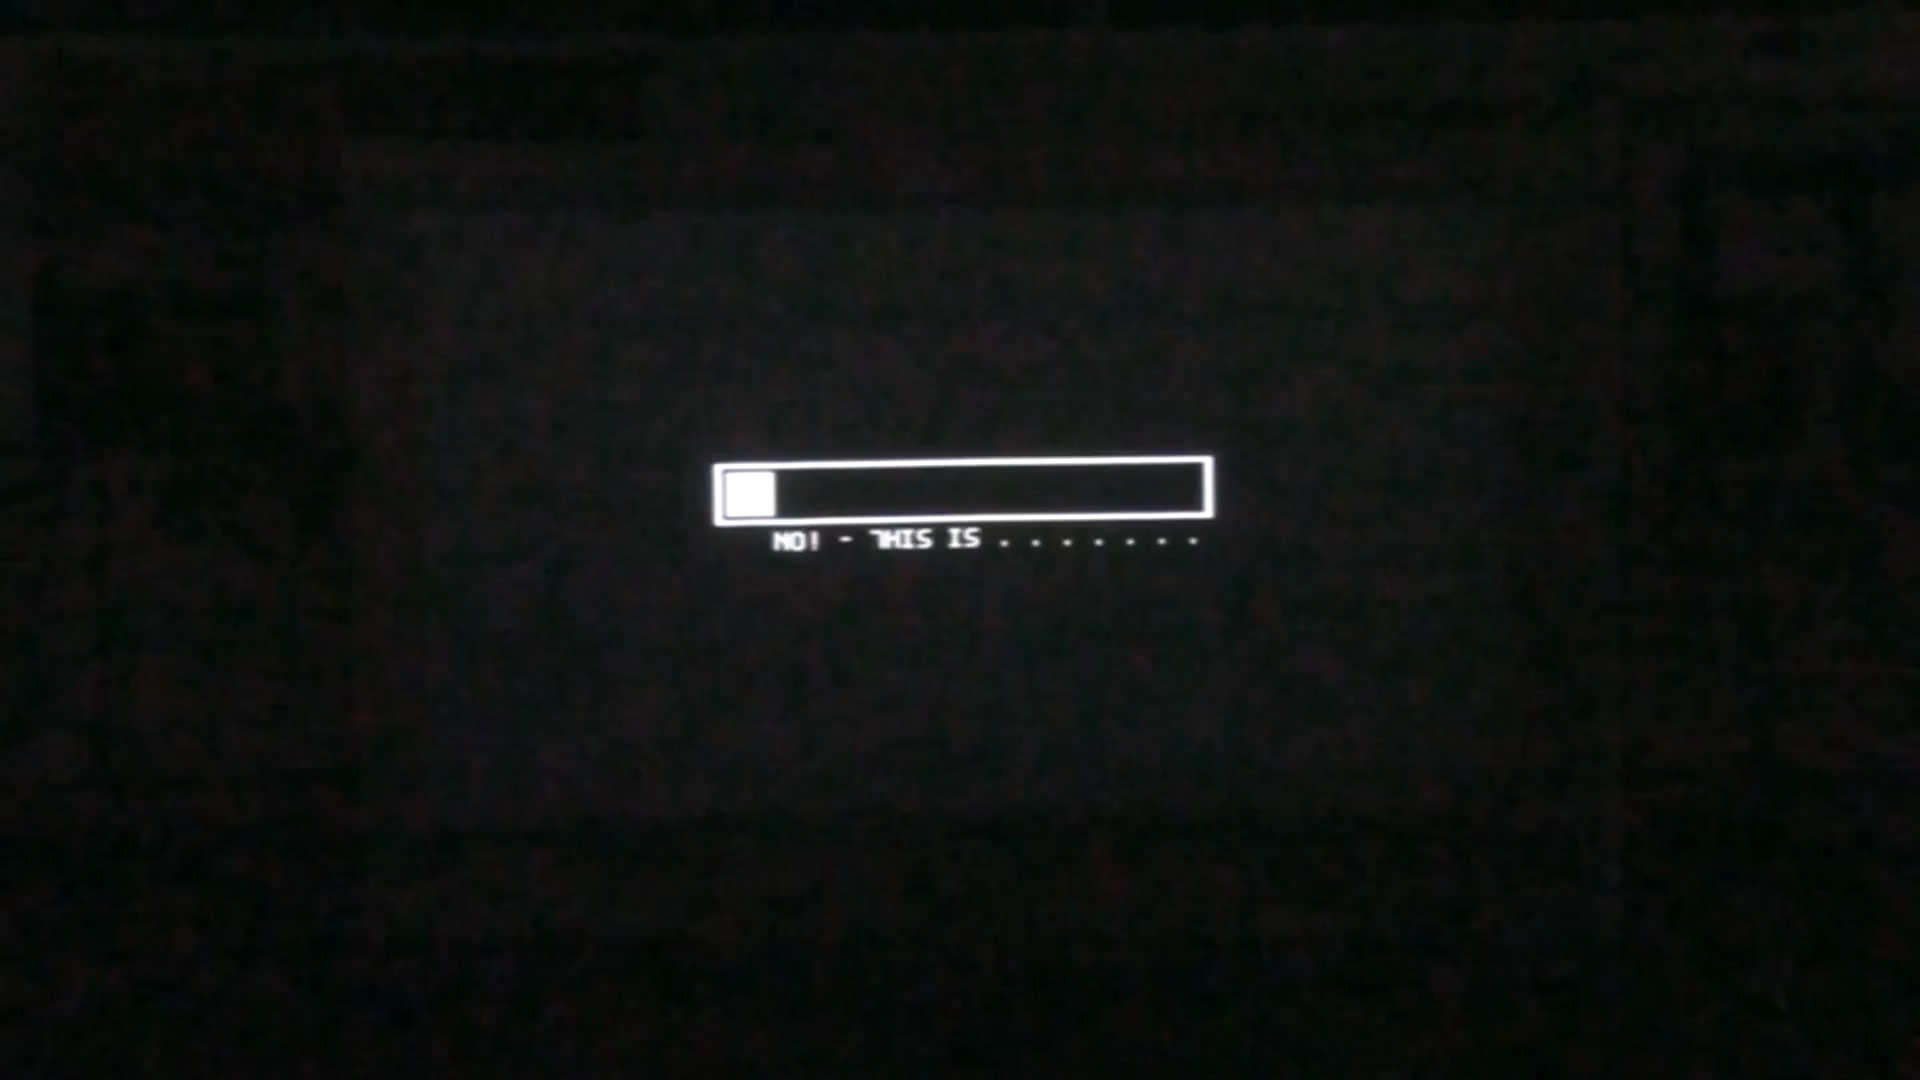 NO! - THIS IS . . . . . . .